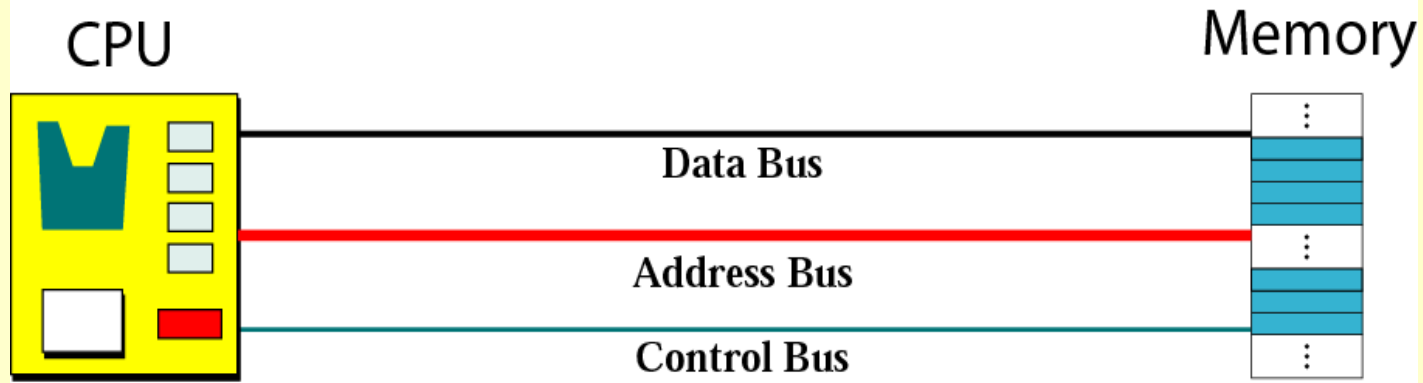 CPU
Memory
Data Bus
Address Bus
Control Bus